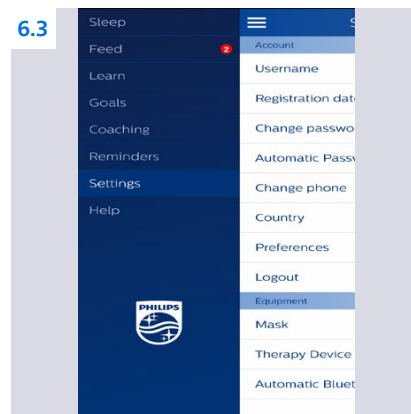 6.3
Sleep
Feed 2
Learn
Goals
Coaching
Reminders
Settings
Help
PHILIPS
S
Account
Username
Registration dat
Change passwo
Automatic Passw
Change phone
Country
Preferences
Logout
Equipment
Mask
Therapy Device
Automatic Bluet